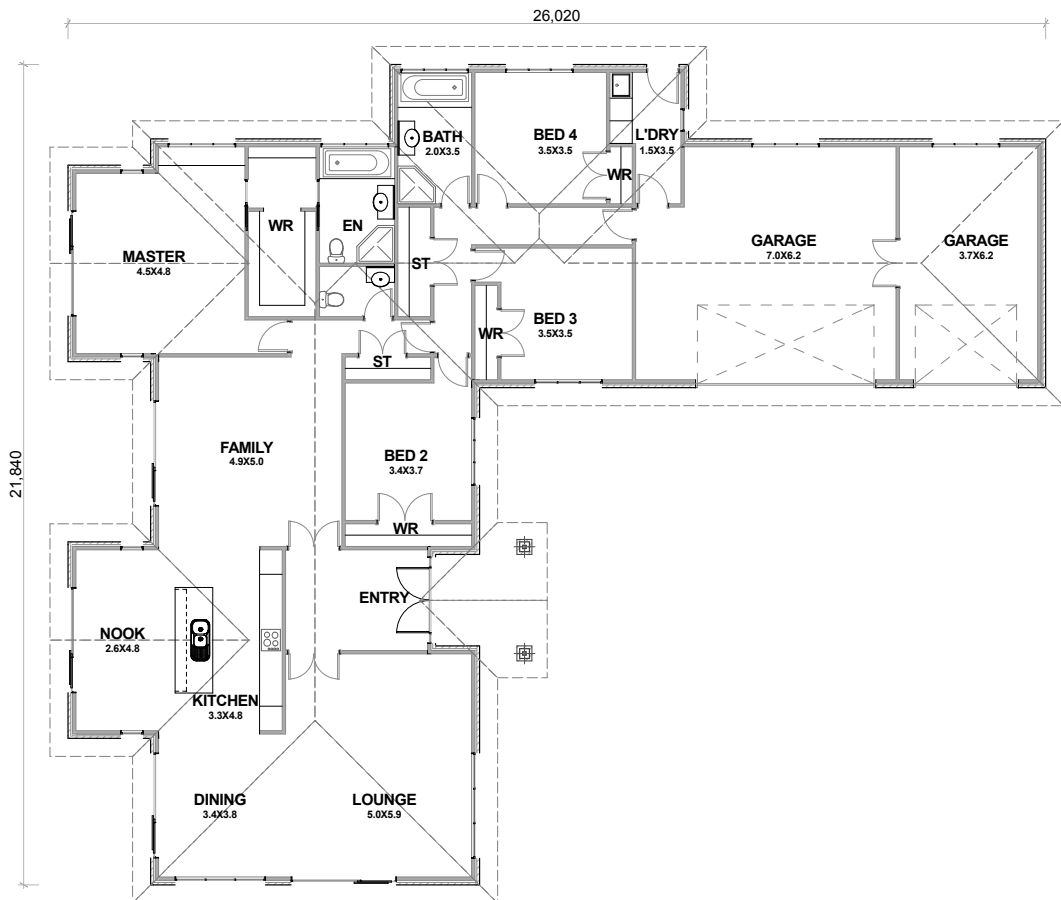 26,020
21,840
BATH
2.0X3.5
BED 4
3.5X3.5
L'DRY
1.5X3.5
WR
MASTER
4.5X4.8
WR
EN
ST
GARAGE
7.0X6.2
GARAGE
3.7X6.2
BED 3
3.5X3.5
WR
ST
FAMILY
4.9X5.0
BED 2
3.4X3.7
WR
ENTRY
NOOK
2.6X4.8
KITCHEN
3.3X4.8
DINING
3.4X3.8
LOUNGE
5.0X5.9